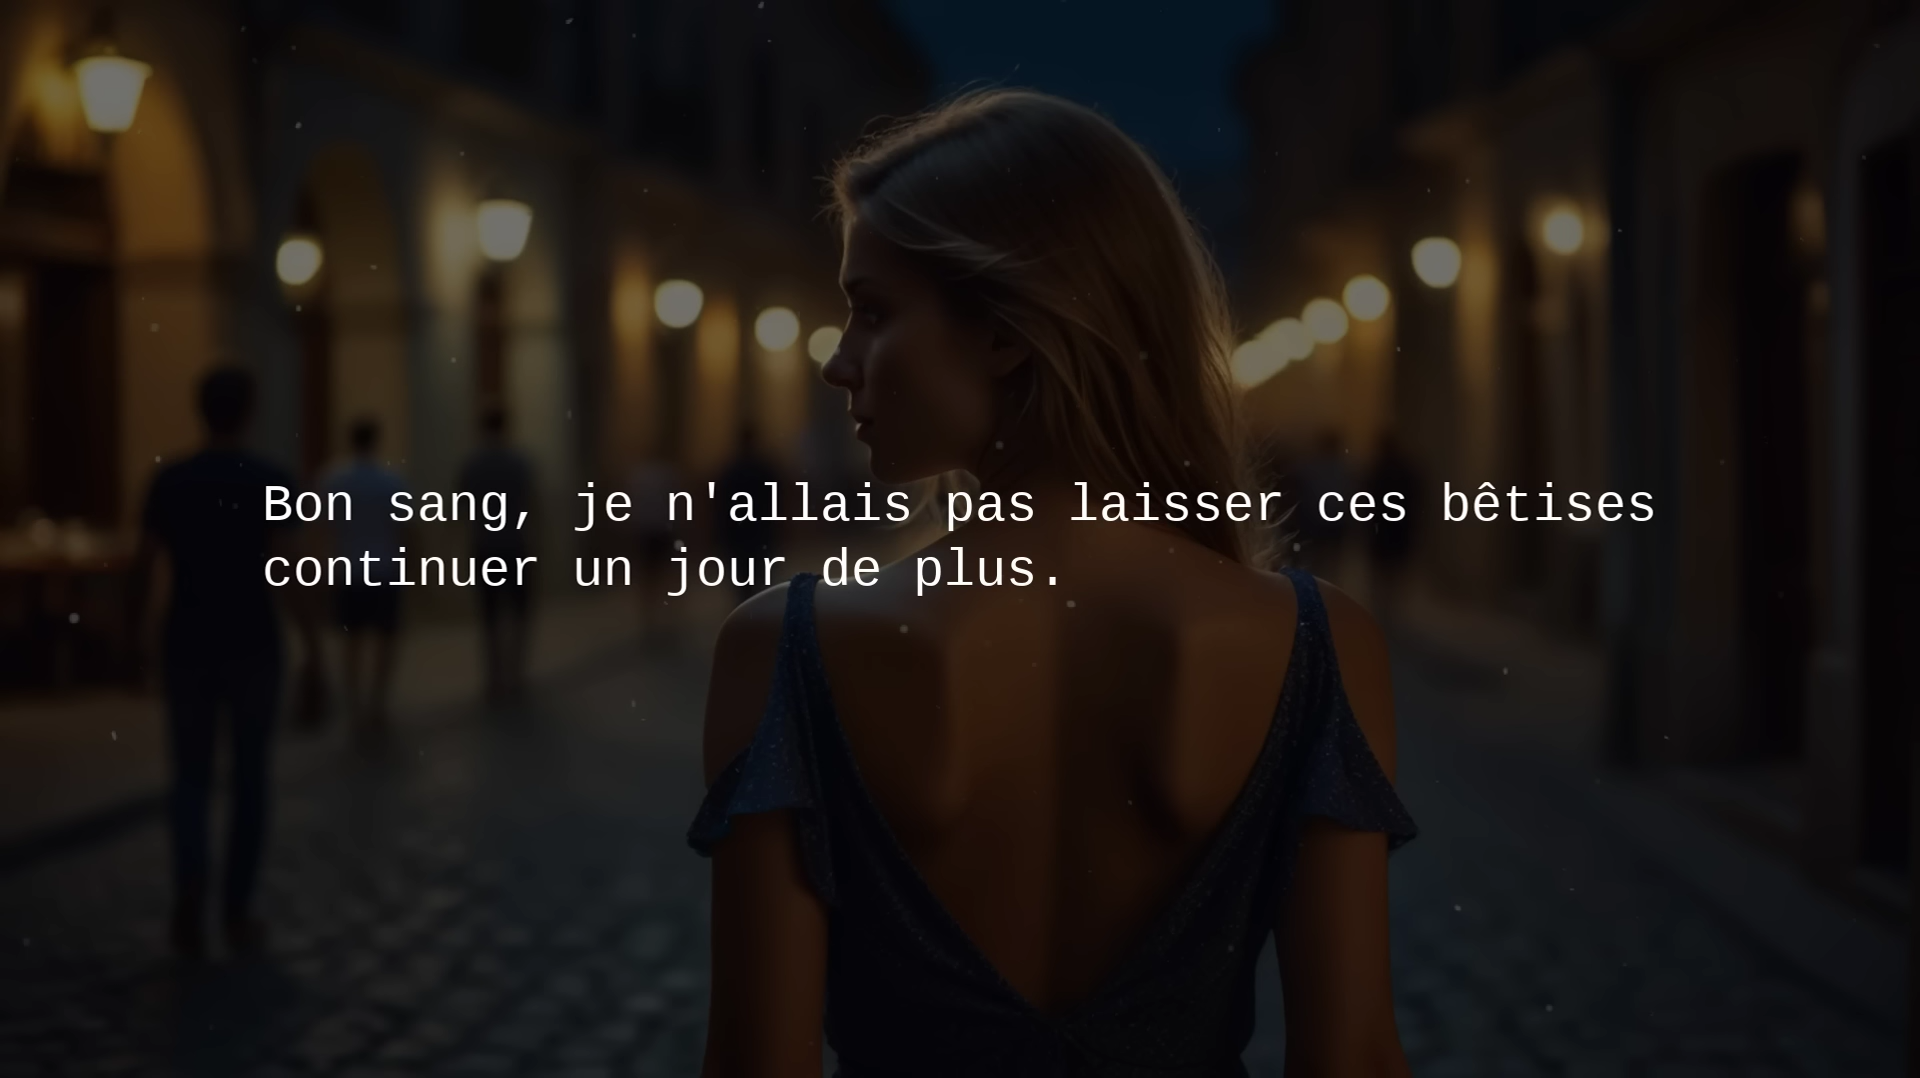 Bon sang, je n'allais pas laisser ces bêtises
continuer un jour de plus.